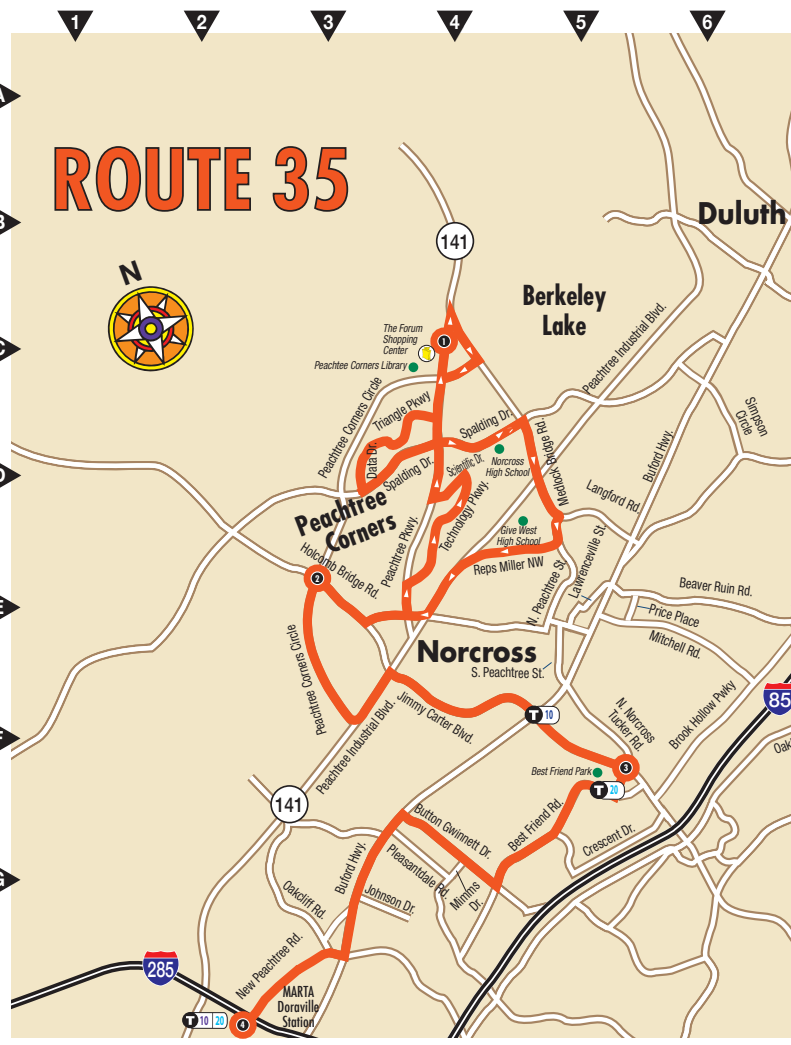 1 2 3 4 5 6
A
B
C
D
E
F
G
ROUTE 35
N
141
Duluth
Berkeley
Lake
The Forum
Shopping
Center
1
Peachtee Corners Library
Peachtree Industrial Blvd.
Peachtree Corners Circle
Triangle Pkwy
Data Dr.
Spalding Dr.
Spalding Dr.
Scientific Dr.
Norcross
High School
Medlock Bridge Rd.
Simpson
Circle
Buford Hwy.
Langford Rd.
Peachtree
Corners
Peachtree Pkwy.
Technology Pkwy.
Give West
High School
Lawrenceville St.
Holcomb Bridge Rd.
2
Reps Miller NW
N. Peachtree St.
Beaver Ruin Rd.
Price Place
Mitchell Rd.
Norcross
S. Peachtree St.
Peachtree Corners Circle
Jimmy Carter Blvd.
T 10
N. Norcross
Tucker Rd.
Brook Hollow Pwky
85
Oak
Peachtree Industrial Blvd.
Best Friend Park
3
T 20
141
Button Gwinnett Dr.
Best Friend Rd.
Crescent Dr.
Buford Hwy.
Pleasantdale Rd.
Mimms
Dr.
Oakcliff Rd.
Johnson Dr.
New Peachtree Rd.
285
MARTA
Doraville
Station
T 10 20
4